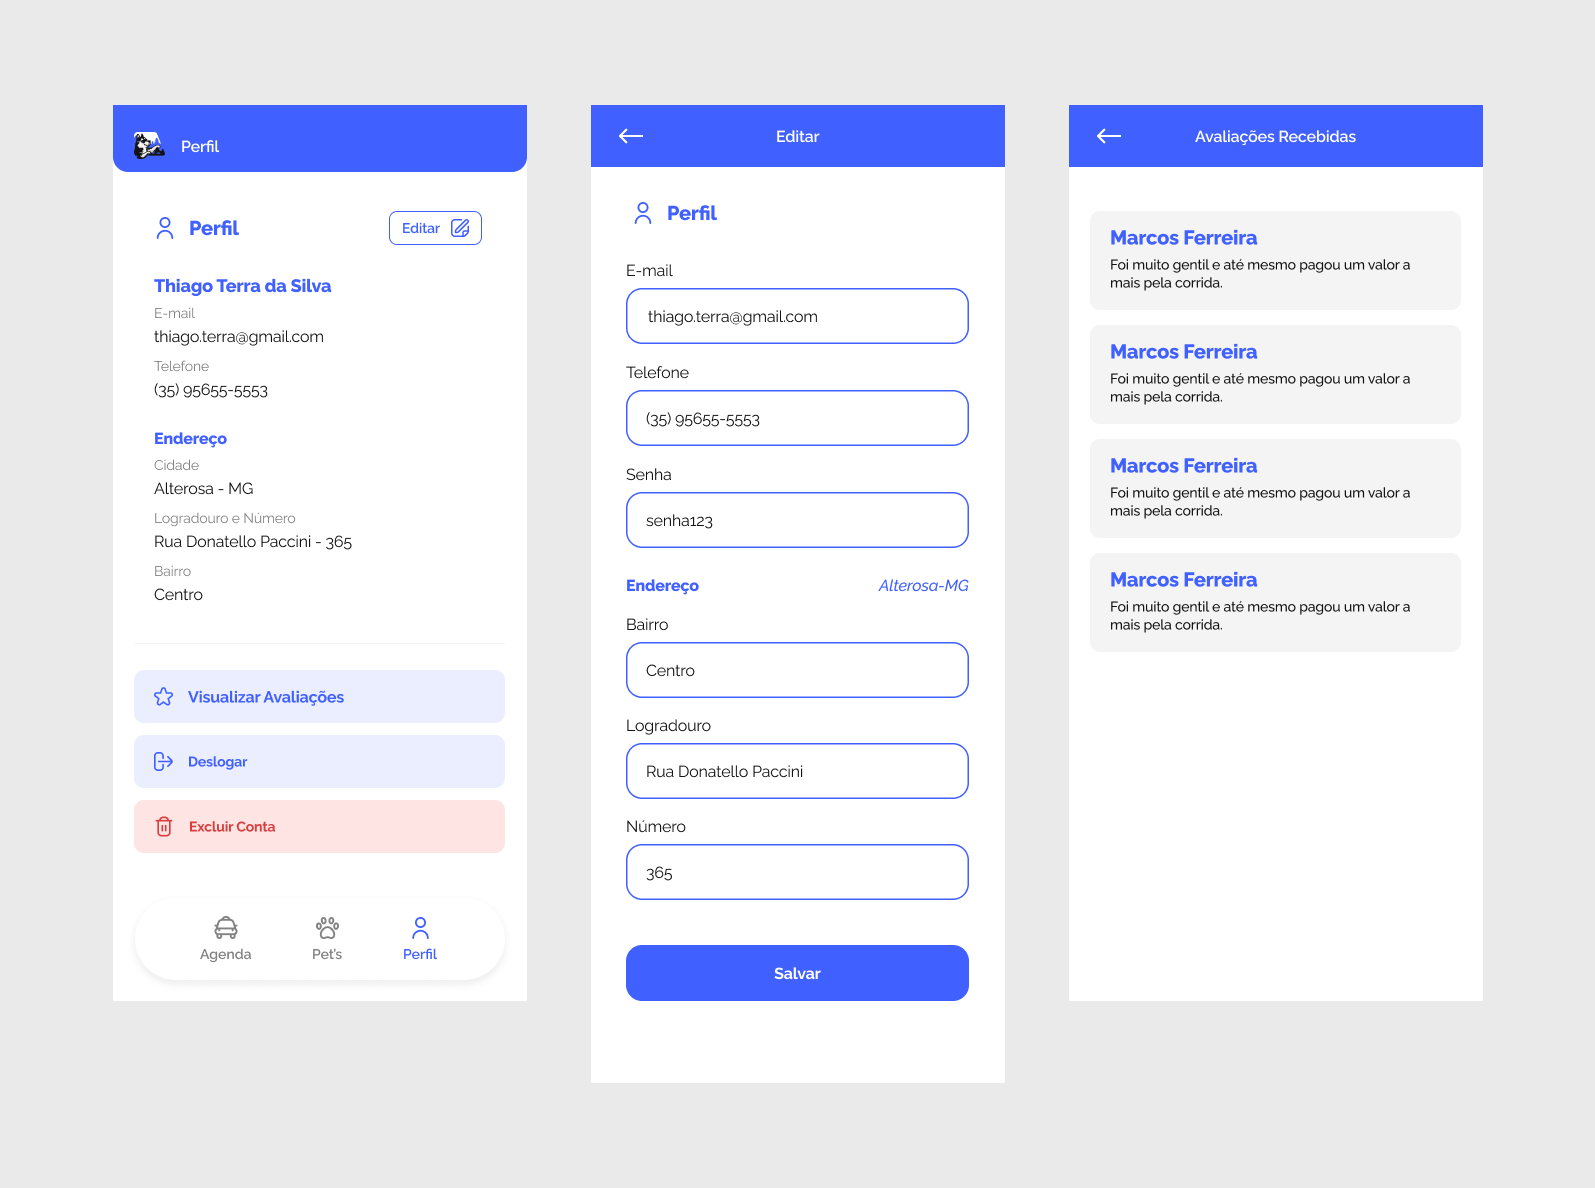 Perfil
Perfil
Editar
Thiago Terra da Silva
E-mail
thiago.terra@gmail.com
Telefone
(35) 95655-5553
Endereço
Cidade
Alterosa - MG
Logradouro e Número
Rua Donatello Paccini - 365
Bairro
Centro
Visualizar Avaliações
Deslogar
Excluir Conta
Agenda
Pet's
Perfil
Editar
Perfil
E-mail
thiago.terra@gmail.com
Telefone
(35) 95655-5553
Senha
senha123
Endereço
Alterosa-MG
Bairro
Centro
Logradouro
Rua Donatello Paccini
Número
365
Salvar
Avaliações Recebidas
Marcos Ferreira
Foi muito gentil e até mesmo pagou um valor a
mais pela corrida.
Marcos Ferreira
Foi muito gentil e até mesmo pagou um valor a
mais pela corrida.
Marcos Ferreira
Foi muito gentil e até mesmo pagou um valor a
mais pela corrida.
Marcos Ferreira
Foi muito gentil e até mesmo pagou um valor a
mais pela corrida.